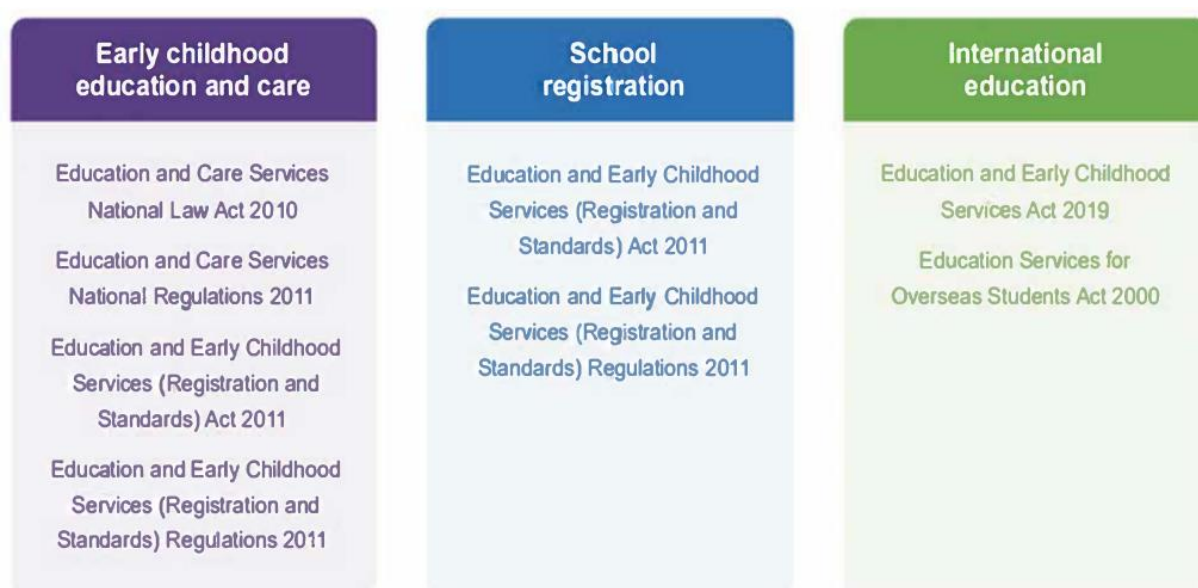 Early childhood
education and care
Education and Care Services
National Law Act 2010
Education and Care Services
National Regulations 2011
Education and Early Childhood
Services (Registration and
Standards) Act 2011
Education and Early Childhood
Services (Registration and
Standards) Regulations 2011
School
registration
Education and Early Childhood
Services (Registration and
Standards) Act 2011
Education and Early Childhood
Services (Registration and
Standards) Regulations 2011
International
education
Education and Early Childhood
Services Act 2019
Education Services for
Overseas Students Act 2000